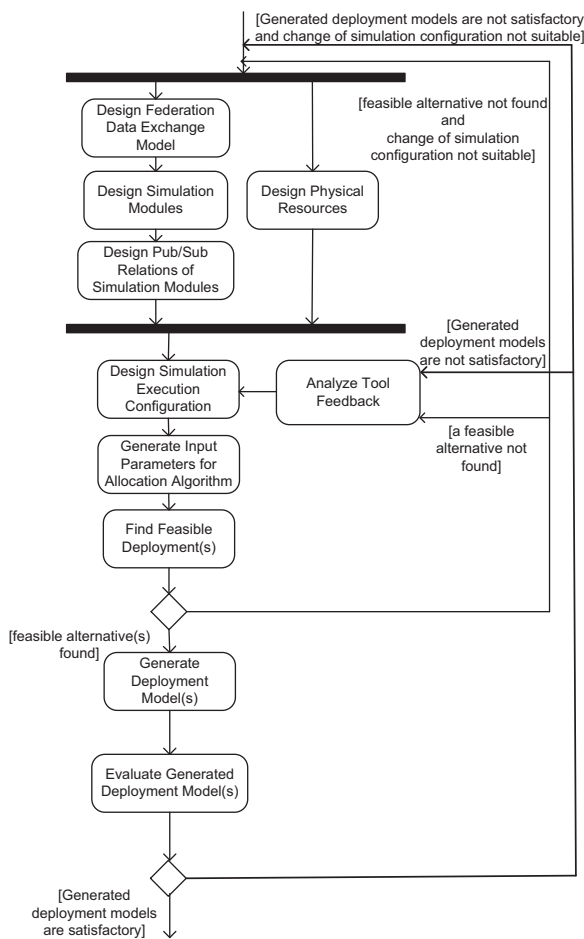 [Generated deployment models are not satisfactory
and change of simulation configuration not suitable]
Design Federation
Data Exchange
Model
[feasible alternative not found
and
change of simulation
configuration not suitable]
Design Simulation
Modules
Design Physical
Resources
Design Pub/Sub
Relations of
Simulation Modules
[Generated
deployment models
are not satisfactory]
Design Simulation
Execution
Configuration
Analyze Tool
Feedback
[a feasible
alternative not
found]
Generate Input
Parameters for
Allocation Algorithm
Find Feasible
Deployment(s)
[feasible alternative(s)
found]
Generate
Deployment
Model(s)
Evaluate Generated
Deployment Model(s)
[Generated
deployment models
are satisfactory]